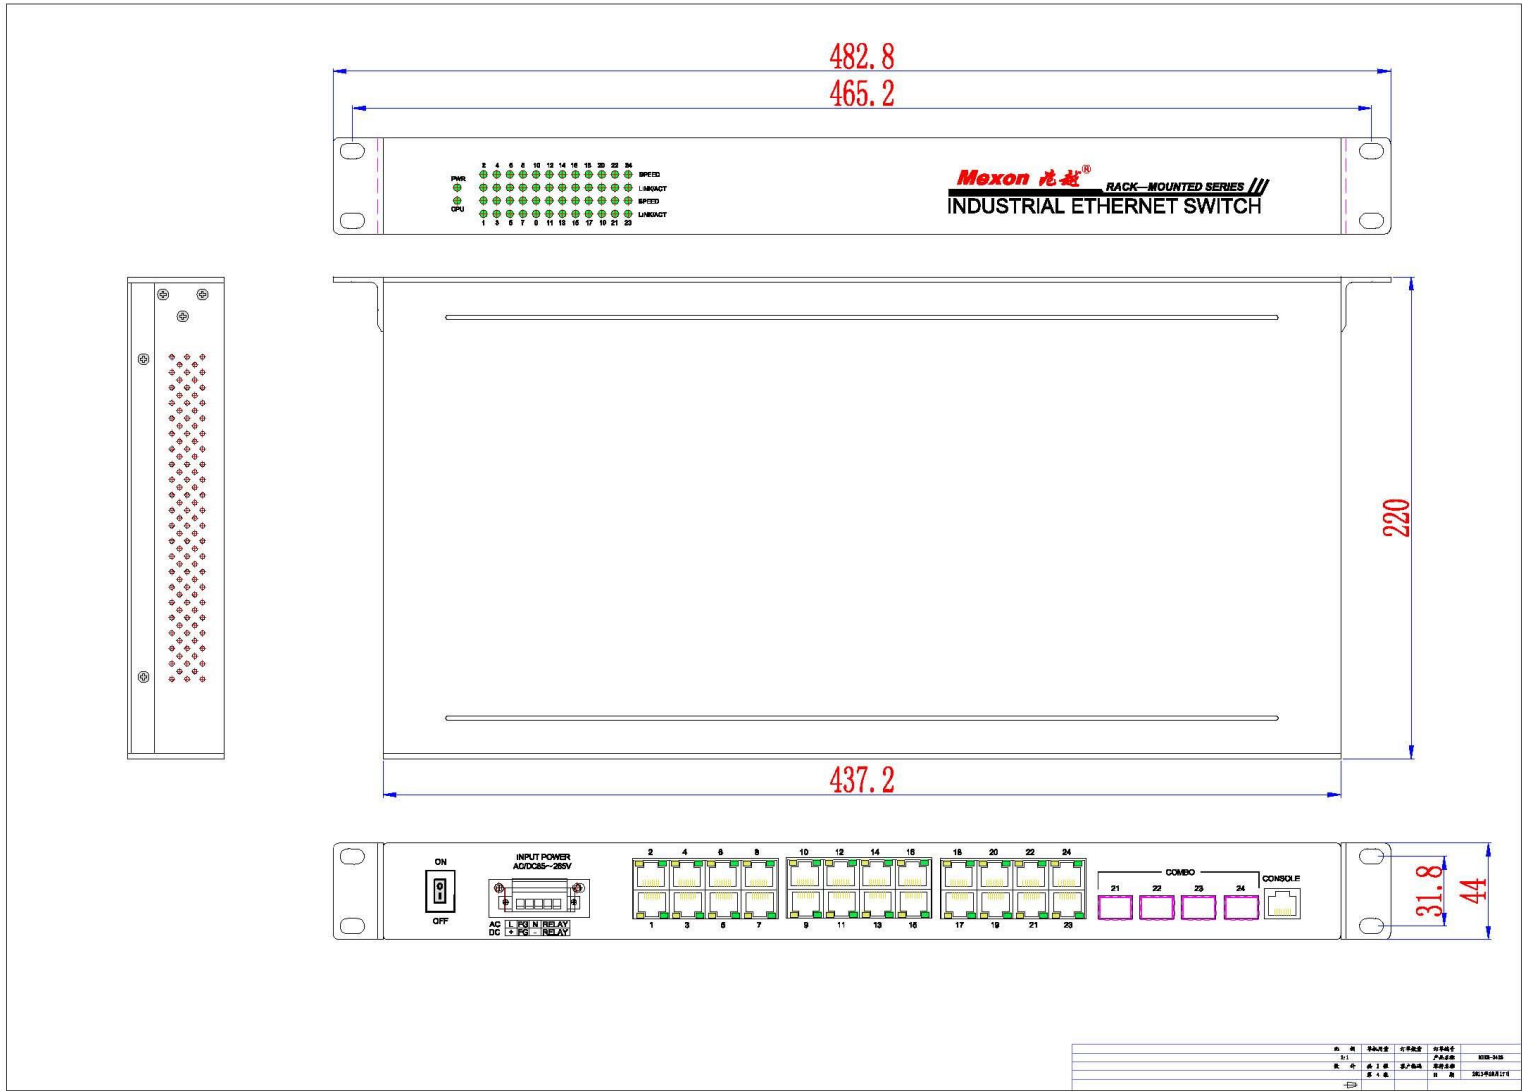 482.8
465.2
2 4 6 8 10 12 14 16 18 20 22 24
PWR
CPU
SPEED
LINK/ACT
SPEED
LINK/ACT
1 3 5 7 9 11 13 15 17 19 21 23
Mexon 兆越®
RACK—MOUNTED SERIES
INDUSTRIAL ETHERNET SWITCH
220
437.2
ON
OFF
INPUT POWER
AC/DC85~265V
AC L FG N RELAY
DC + FG - RELAY
2 4 6 8 10 12 14 16 18 20 22 24
1 3 5 7 9 11 13 15 17 19 21 23
COMBO
21 22 23 24
CONSOLE
31.8
44